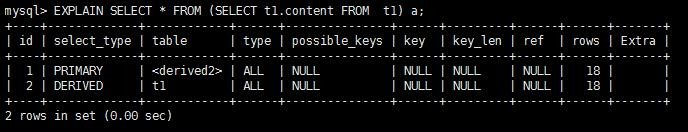 mysql> EXPLAIN SELECT * FROM (SELECT t1.content FROM  t1) a;
+----+-------------+------------+------+---------------+------+---------+------+------+-------+
| id | select_type | table      | type | possible_keys | key  | key_len | ref  | rows | Extra |
+----+-------------+------------+------+---------------+------+---------+------+------+-------+
|  1 | PRIMARY     | <derived2> | ALL  | NULL          | NULL | NULL    | NULL |   18 |       |
|  2 | DERIVED     | t1         | ALL  | NULL          | NULL | NULL    | NULL |   18 |       |
+----+-------------+------------+------+---------------+------+---------+------+------+-------+
2 rows in set (0.00 sec)